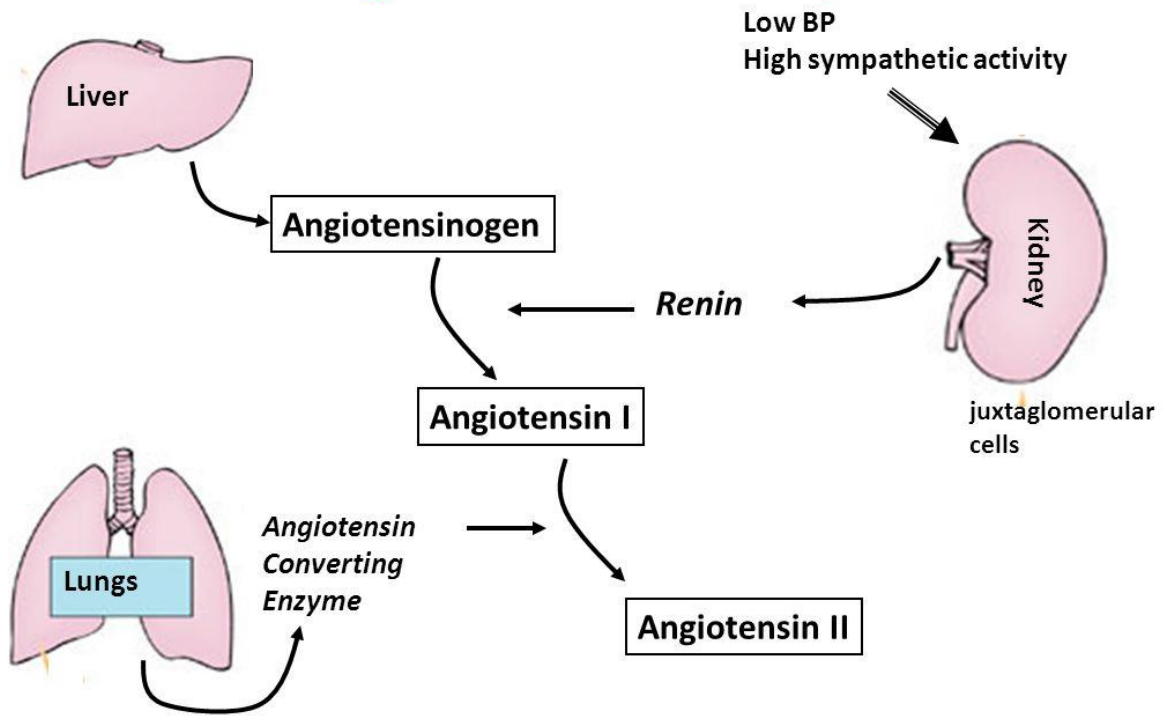 Low BP
High sympathetic activity
Liver
Angiotensinogen
Kidney
Renin
Angiotensin I
juxtaglomerular
cells
Angiotensin
Converting
Enzyme
Lungs
Angiotensin II